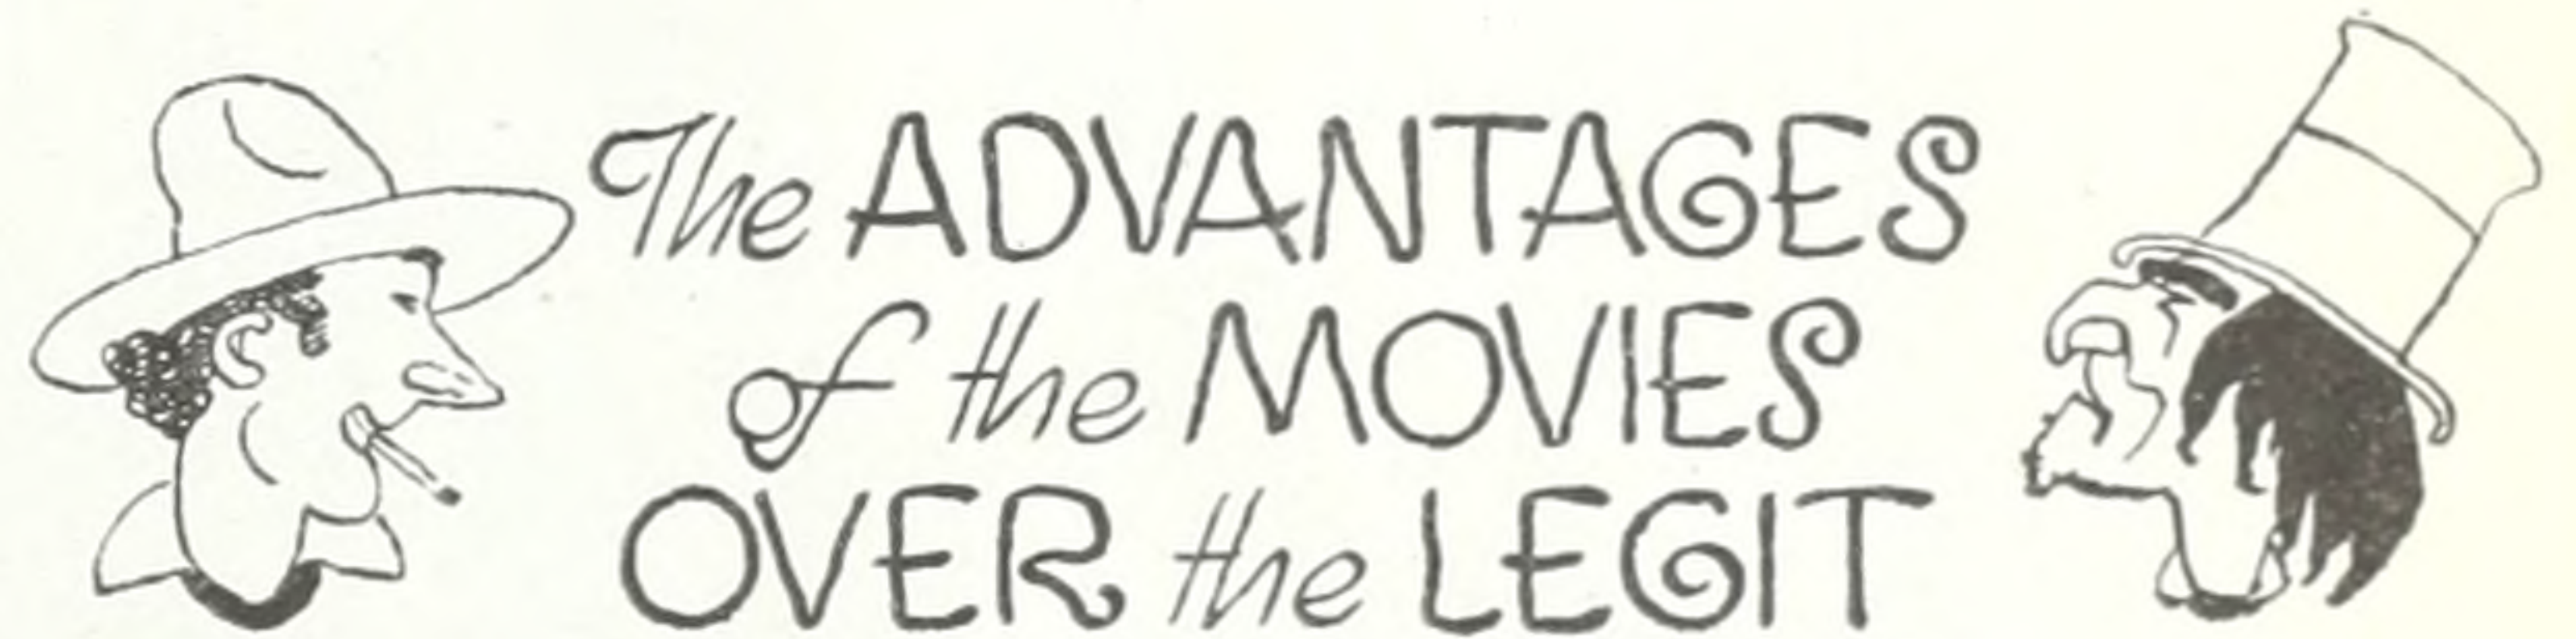 The ADVANTAGES
of the MOVIES
OVER the LEGIT